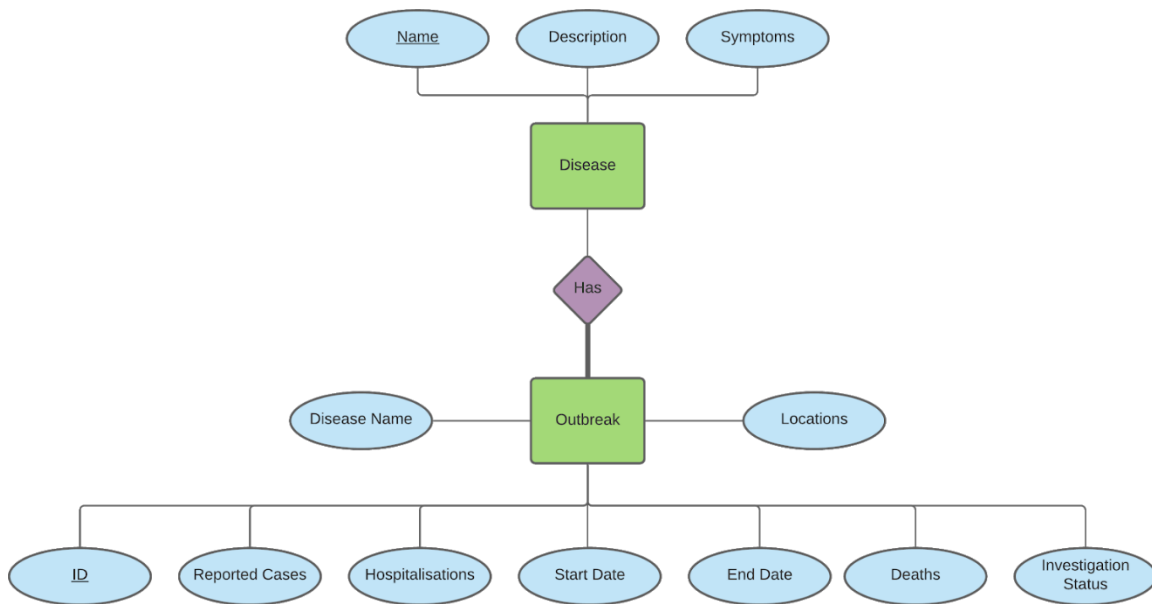 Name
Description
Symptoms
Disease
Has
Disease Name
Outbreak
Locations
ID
Reported Cases
Hospitalisations
Start Date
End Date
Deaths
Investigation
Status